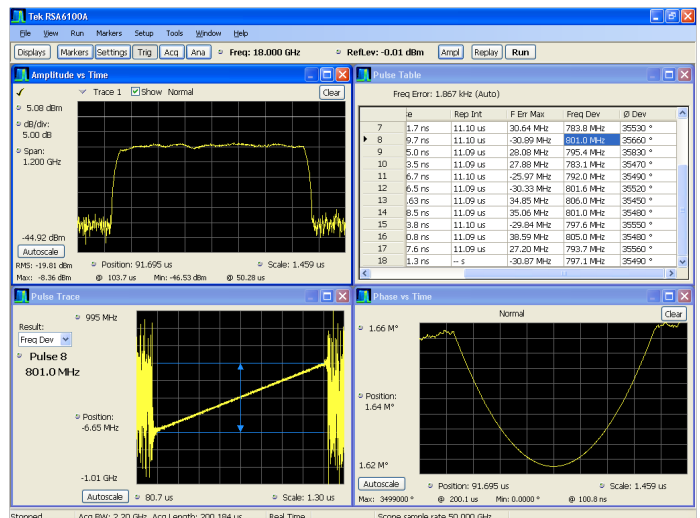 Tek RSA6100A
File View Run Markers Setup Tools Window Help
Displays Markers Settings Trig Acq Ana Freq: 18.000 GHz RefLev: -0.01 dBm Ampl Replay Run
Amplitude vs Time
Trace 1 Show Normal Clear
5.08 dBm
dB/div:
5.00 dB
Span:
1.200 GHz
-44.92 dBm
Autoscale
Position: 91.695 us Scale: 1.459 us
RMS: -19.81 dBm
Max: -8.36 dBm @ 103.7 us Min: -46.53 dBm @ 50.28 us
Pulse Table
Freq Error: 1.867 kHz (Auto)
e Rep Int F Err Max Freq Dev Ø Dev
7 1.7 ns 11.10 us 30.64 MHz 783.8 MHz 35530 °
8 9.7 ns 11.10 us -30.89 MHz 801.0 MHz 35660 °
9 5.0 ns 11.09 us 28.08 MHz 795.4 MHz 35830 °
10 3.5 ns 11.09 us 27.88 MHz 783.1 MHz 35470 °
11 6.7 ns 11.10 us -25.97 MHz 792.0 MHz 35490 °
12 6.5 ns 11.09 us -30.33 MHz 801.6 MHz 35520 °
13 .63 ns 11.09 us 34.85 MHz 806.0 MHz 35450 °
14 8.5 ns 11.09 us 35.06 MHz 801.0 MHz 35480 °
15 3.8 ns 11.10 us -29.84 MHz 797.6 MHz 35550 °
16 0.8 ns 11.09 us 38.59 MHz 805.0 MHz 35480 °
17 7.6 ns 11.09 us 27.20 MHz 793.7 MHz 35560 °
18 1.3 ns -- s -30.87 MHz 797.1 MHz 35490 °
Pulse Trace
995 MHz
Result:
Freq Dev
Pulse 8
801.0 MHz
Position:
-6.65 MHz
-1.01 GHz
Autoscale 80.7 us Scale: 1.30 us
Phase vs Time
Normal Clear
1.66 M°
Position:
1.64 M°
1.62 M°
Autoscale Position: 91.695 us Scale: 1.459 us
Max: 3499000 ° @ 200.1 us Min: 0.0000 ° @ 100.8 ns
Stopped Acq BW: 2.20 GHz, Acq Length: 200.184 us Real Time Scope sample rate 50.000 GHz